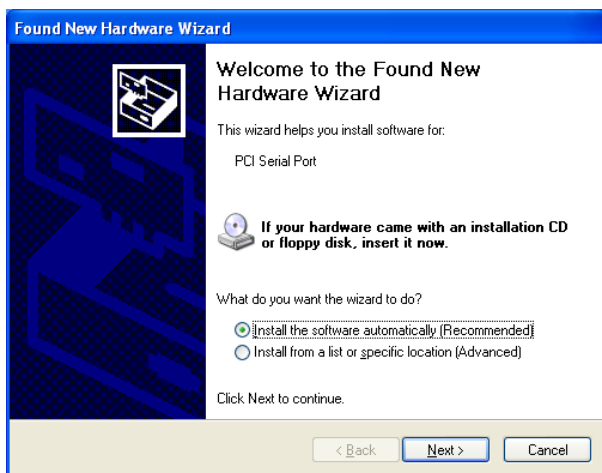 Found New Hardware Wizard
Welcome to the Found New
Hardware Wizard
This wizard helps you install software for:
PCI Serial Port
If your hardware came with an installation CD
or floppy disk, insert it now.
What do you want the wizard to do?
Install the software automatically (Recommended)
Install from a list or specific location (Advanced)
Click Next to continue.
< Back
Next >
Cancel